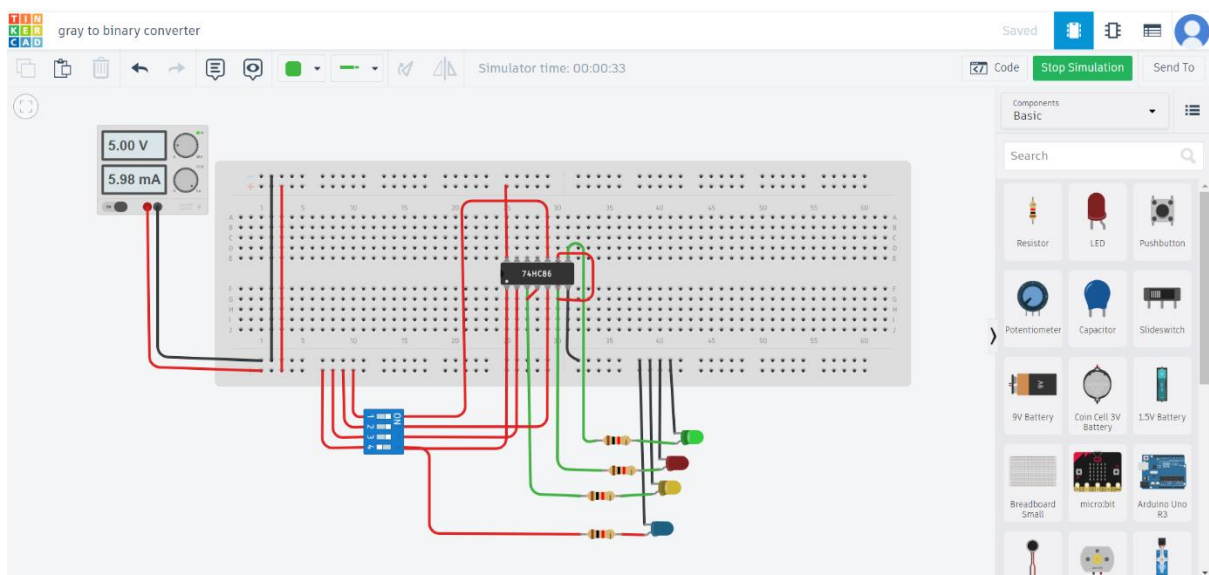 TIN
KER
CAD
gray to binary converter
Saved
Simulator time: 00:00:33
Code
Stop Simulation
Send To
Components
Basic
Search
5.00 V
5.98 mA
74HC86
ON
1
2
3
4
Resistor
LED
Pushbutton
Potentiometer
Capacitor
Slideswitch
9V
9V Battery
Coin Cell 3V
Battery
1.5V Battery
Breadboard
Small
micro:bit
Arduino Uno
R3